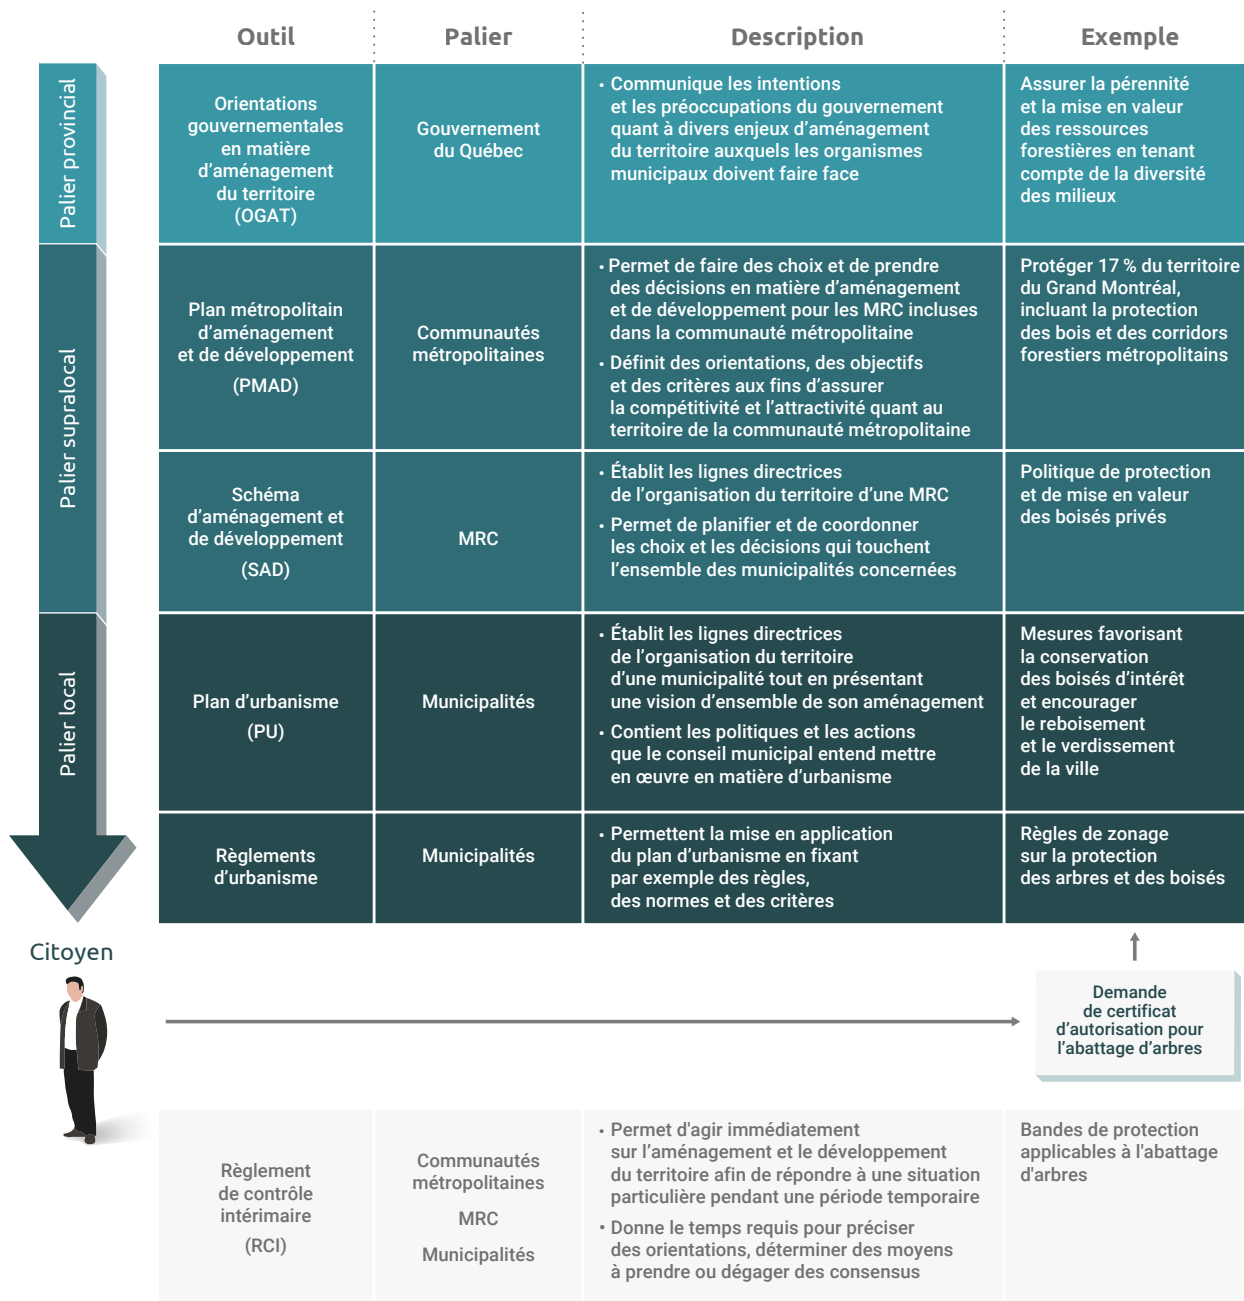 Outil
Palier
Description
Exemple
Palier provincial
Orientations
gouvernementales
en matière
d’aménagement
du territoire
(OGAT)
Gouvernement
du Québec
• Communique les intentions
et les préoccupations du gouvernement
quant à divers enjeux d’aménagement
du territoire auxquels les organismes
municipaux doivent faire face
Assurer la pérennité
et la mise en valeur
des ressources
forestières en tenant
compte de la diversité
des milieux
Palier supralocal
Plan métropolitain
d’aménagement
et de développement
(PMAD)
Communautés
métropolitaines
• Permet de faire des choix et de prendre
des décisions en matière d’aménagement
et de développement pour les MRC incluses
dans la communauté métropolitaine
• Définit des orientations, des objectifs
et des critères aux fins d’assurer
la compétitivité et l’attractivité quant au
territoire de la communauté métropolitaine
Protéger 17 % du territoire
du Grand Montréal,
incluant la protection
des bois et des corridors
forestiers métropolitains
Schéma
d’aménagement et
de développement
(SAD)
MRC
• Établit les lignes directrices
de l’organisation du territoire d’une MRC
• Permet de planifier et de coordonner
les choix et les décisions qui touchent
l’ensemble des municipalités concernées
Politique de protection
et de mise en valeur
des boisés privés
Palier local
Plan d’urbanisme
(PU)
Municipalités
• Établit les lignes directrices
de l’organisation du territoire
d’une municipalité tout en présentant
une vision d’ensemble de son aménagement
• Contient les politiques et les actions
que le conseil municipal entend mettre
en œuvre en matière d’urbanisme
Mesures favorisant
la conservation
des boisés d’intérêt
et encourager
le reboisement
et le verdissement
de la ville
Règlements
d’urbanisme
Municipalités
• Permettent la mise en application
du plan d’urbanisme en fixant
par exemple des règles,
des normes et des critères
Règles de zonage
sur la protection
des arbres et des boisés
Citoyen
Demande
de certificat
d’autorisation pour
l’abattage d’arbres
Règlement
de contrôle
intérimaire
(RCI)
Communautés
métropolitaines
MRC
Municipalités
• Permet d'agir immédiatement
sur l’aménagement et le développement
du territoire afin de répondre à une situation
particulière pendant une période temporaire
• Donne le temps requis pour préciser
des orientations, déterminer des moyens
à prendre ou dégager des consensus
Bandes de protection
applicables à l'abattage
d'arbres